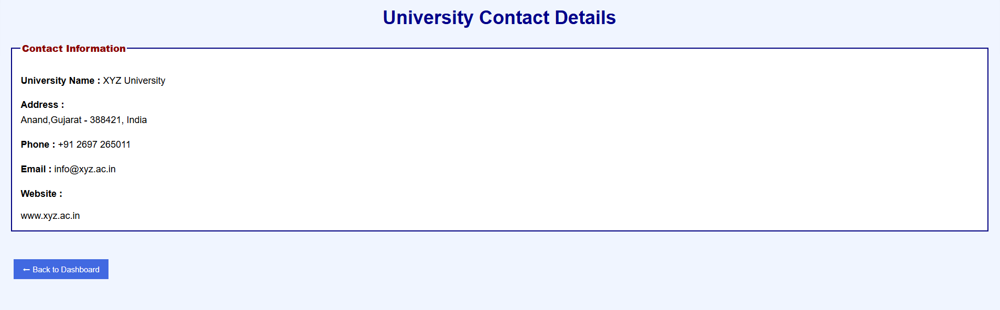 University Contact Details
Contact Information
University Name : XYZ University
Address :
Anand,Gujarat - 388421, India
Phone : +91 2697 265011
Email : info@xyz.ac.in
Website :
www.xyz.ac.in
← Back to Dashboard